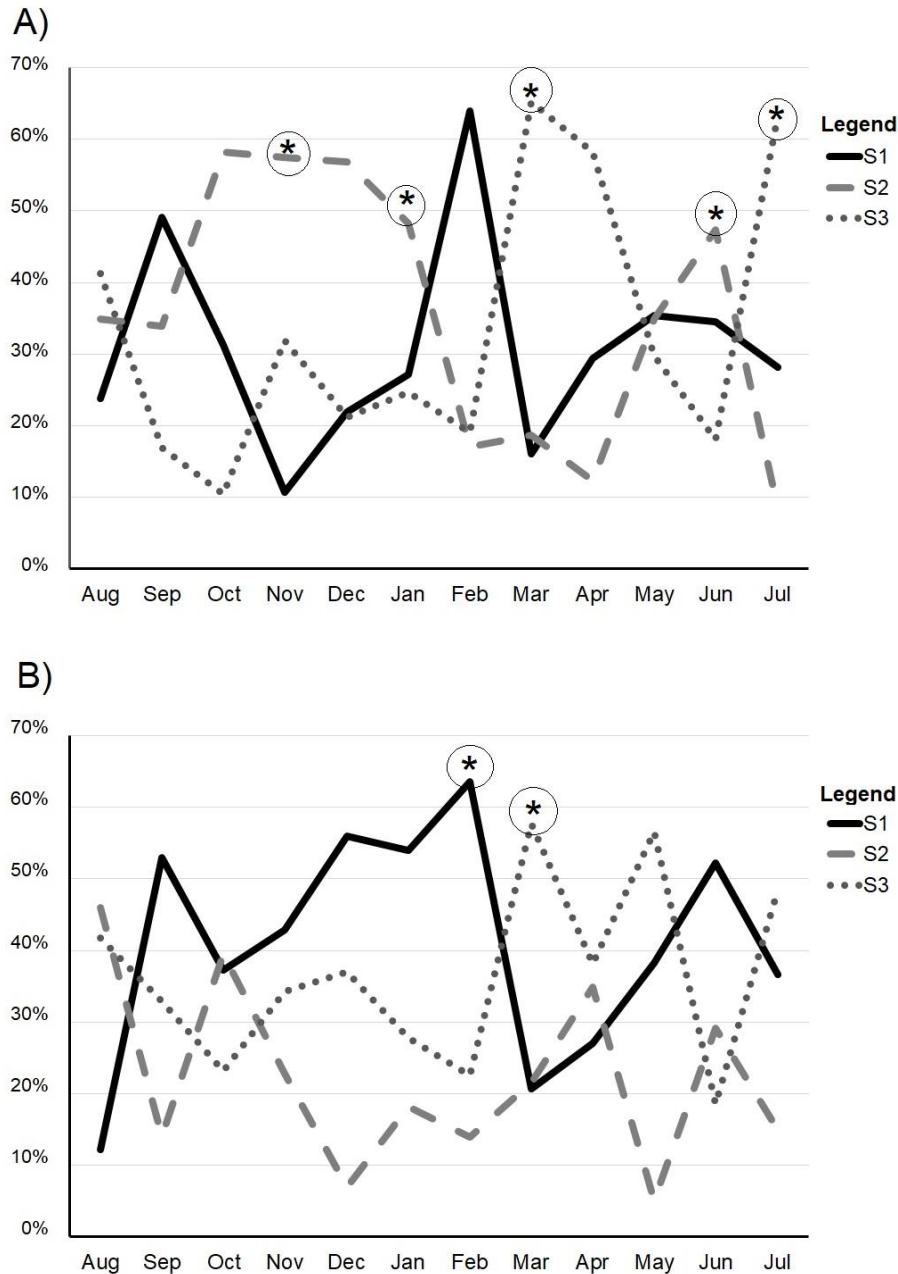 A)
70%
60%
50%
40%
30%
20%
10%
0%
* * * * * *
Aug Sep Oct Nov Dec Jan Feb Mar Apr May Jun Jul
Legend
S1
S2
S3
B)
70%
60%
50%
40%
30%
20%
10%
0%
* *
Aug Sep Oct Nov Dec Jan Feb Mar Apr May Jun Jul
Legend
S1
S2
S3